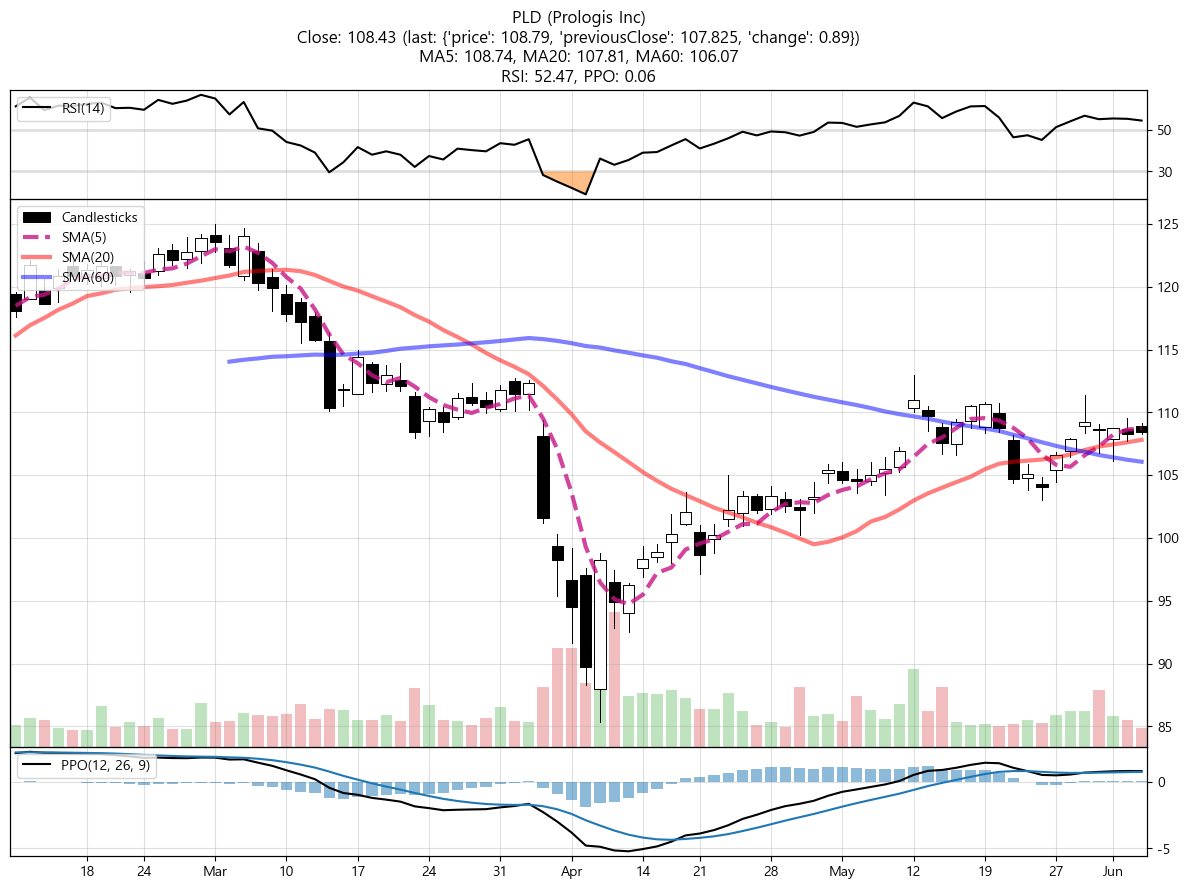 PLD (Prologis Inc)
Close: 108.43 (last: {'price': 108.79, 'previousClose': 107.825, 'change': 0.89})
MA5: 108.74, MA20: 107.81, MA60: 106.07
RSI: 52.47, PPO: 0.06
RSI(14)
50
30
Candlesticks
SMA(5)
SMA(20)
SMA(60)
125
120
115
110
105
100
95
90
85
PPO(12, 26, 9)
0
-5
18 24 Mar 10 17 24 31 Apr 14 21 28 May 12 19 27 Jun